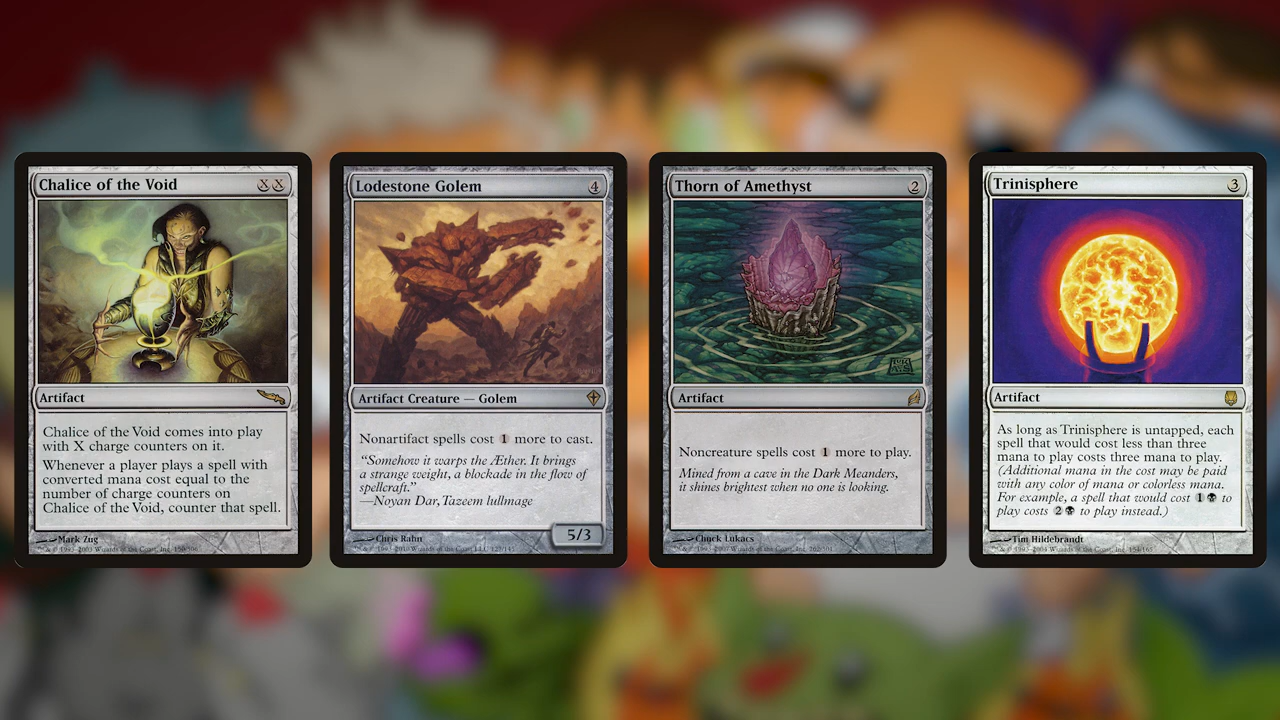 Chalice of the Void XX
Artifact
Chalice of the Void comes into play
with X charge counters on it.
Whenever a player plays a spell with
converted mana cost equal to the
number of charge counters on
Chalice of the Void, counter that spell.
Mark Zug
Lodestone Golem 4
Artifact Creature — Golem
Nonartifact spells cost 1 more to cast.
“Somehow it warps the Æther. It brings
a strange weight, a blockade in the flow of
spellcraft.”
—Noyan Dar, Tazeem lullmage
5/3
Chris Rahn
Thorn of Amethyst 2
Artifact
Noncreature spells cost 1 more to play.
Mined from a cave in the Dark Meanders,
it shines brightest when no one is looking.
Chuck Lukacs
Trinisphere 3
Artifact
As long as Trinisphere is untapped, each
spell that would cost less than three
mana to play costs three mana to play.
(Additional mana in the cost may be paid
with any color of mana or colorless mana.
For example, a spell that would cost 1 to
play costs 2 to play instead.)
Tim Hildebrandt